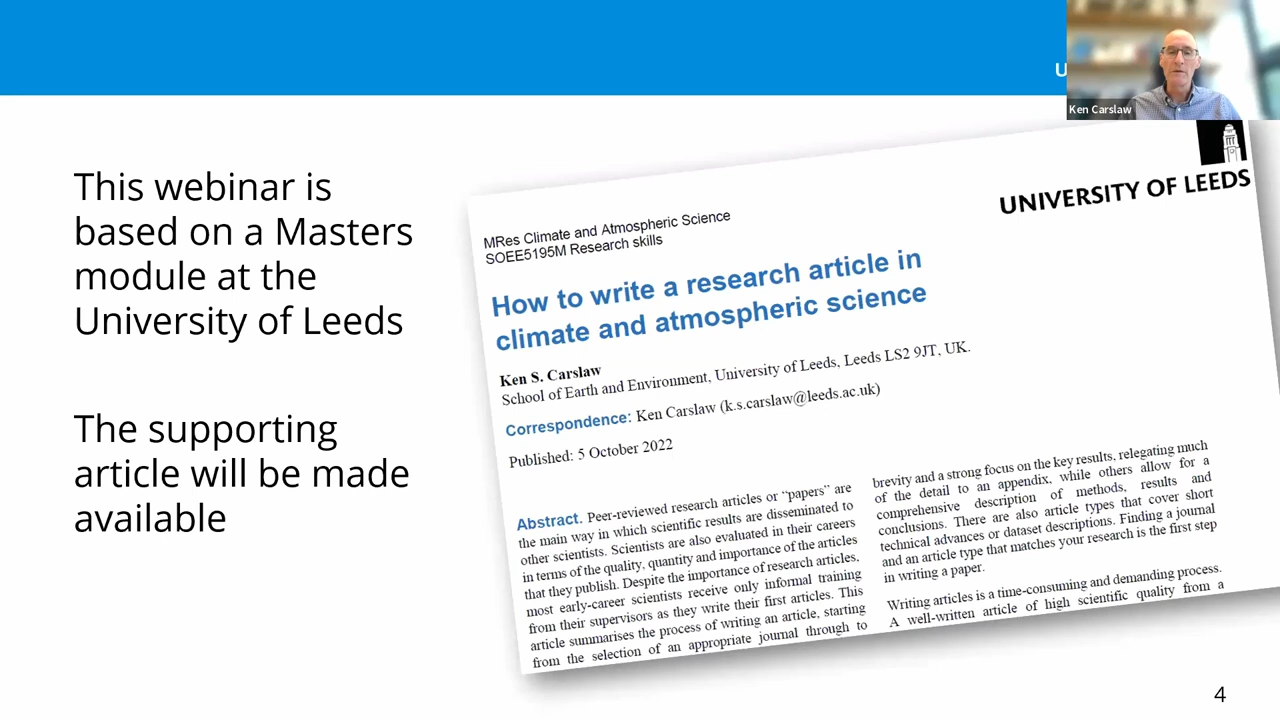 U
Ken Carslaw
This webinar is
based on a Masters
module at the
University of Leeds
The supporting
article will be made
available
UNIVERSITY OF LEEDS
MRes Climate and Atmospheric Science
SOEE5195M Research skills
How to write a research article in
climate and atmospheric science
Ken S. Carslaw
School of Earth and Environment, University of Leeds, Leeds LS2 9JT, UK.
Correspondence: Ken Carslaw (k.s.carslaw@leeds.ac.uk)
Published: 5 October 2022
Abstract. Peer-reviewed research articles or “papers” are
the main way in which scientific results are disseminated to
other scientists. Scientists are also evaluated in their careers
in terms of the quality, quantity and importance of the articles
that they publish. Despite the importance of research articles,
most early-career scientists receive only informal training
from their supervisors as they write their first articles. This
article summarises the process of writing an article, starting
from the selection of an appropriate journal through to
brevity and a strong focus on the key results, relegating much
of the detail to an appendix, while others allow for a
comprehensive description of methods, results and
conclusions. There are also article types that cover short
technical advances or dataset descriptions. Finding a journal
and an article type that matches your research is the first step
in writing a paper.
Writing articles is a time-consuming and demanding process.
A well-written article of high scientific quality from a
4